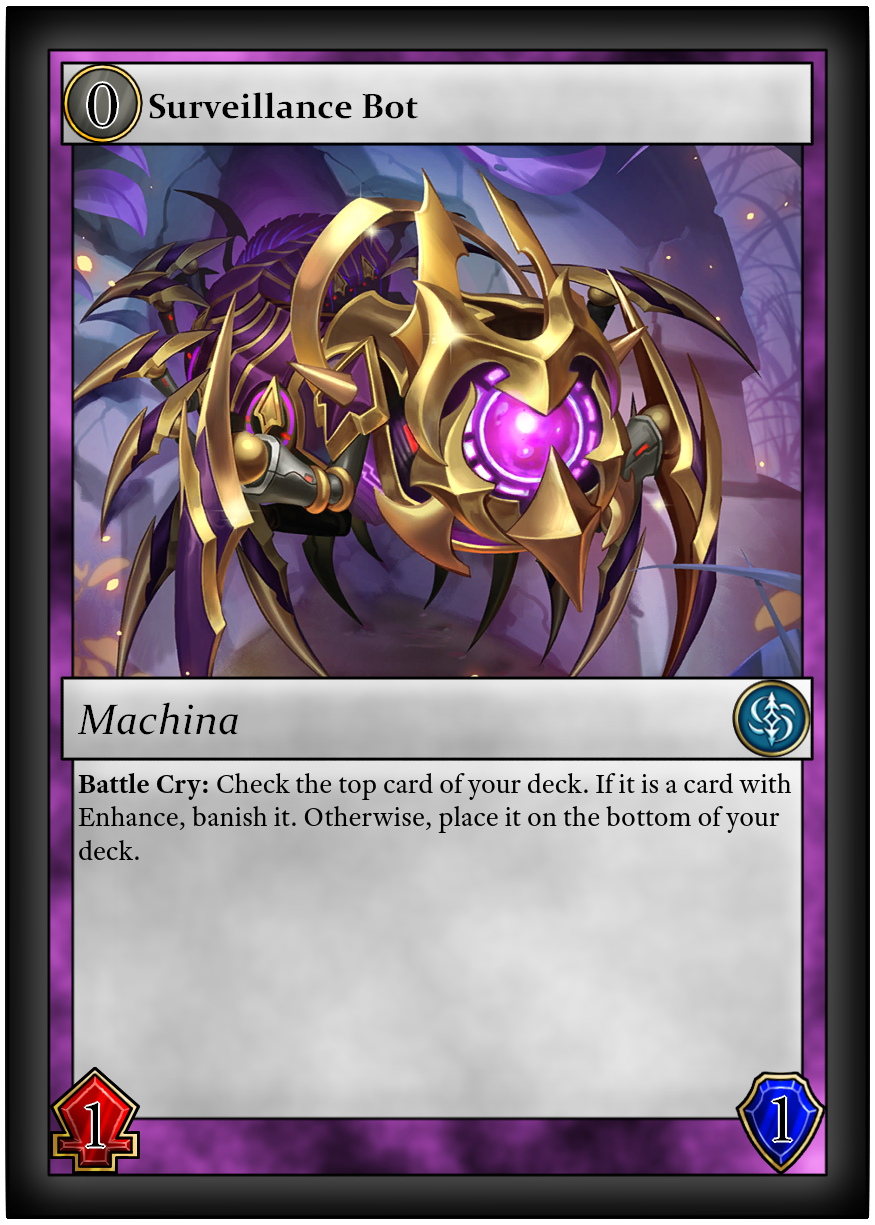 0 Surveillance Bot
Machina
Battle Cry: Check the top card of your deck. If it is a card with
Enhance, banish it. Otherwise, place it on the bottom of your
deck.
1 1